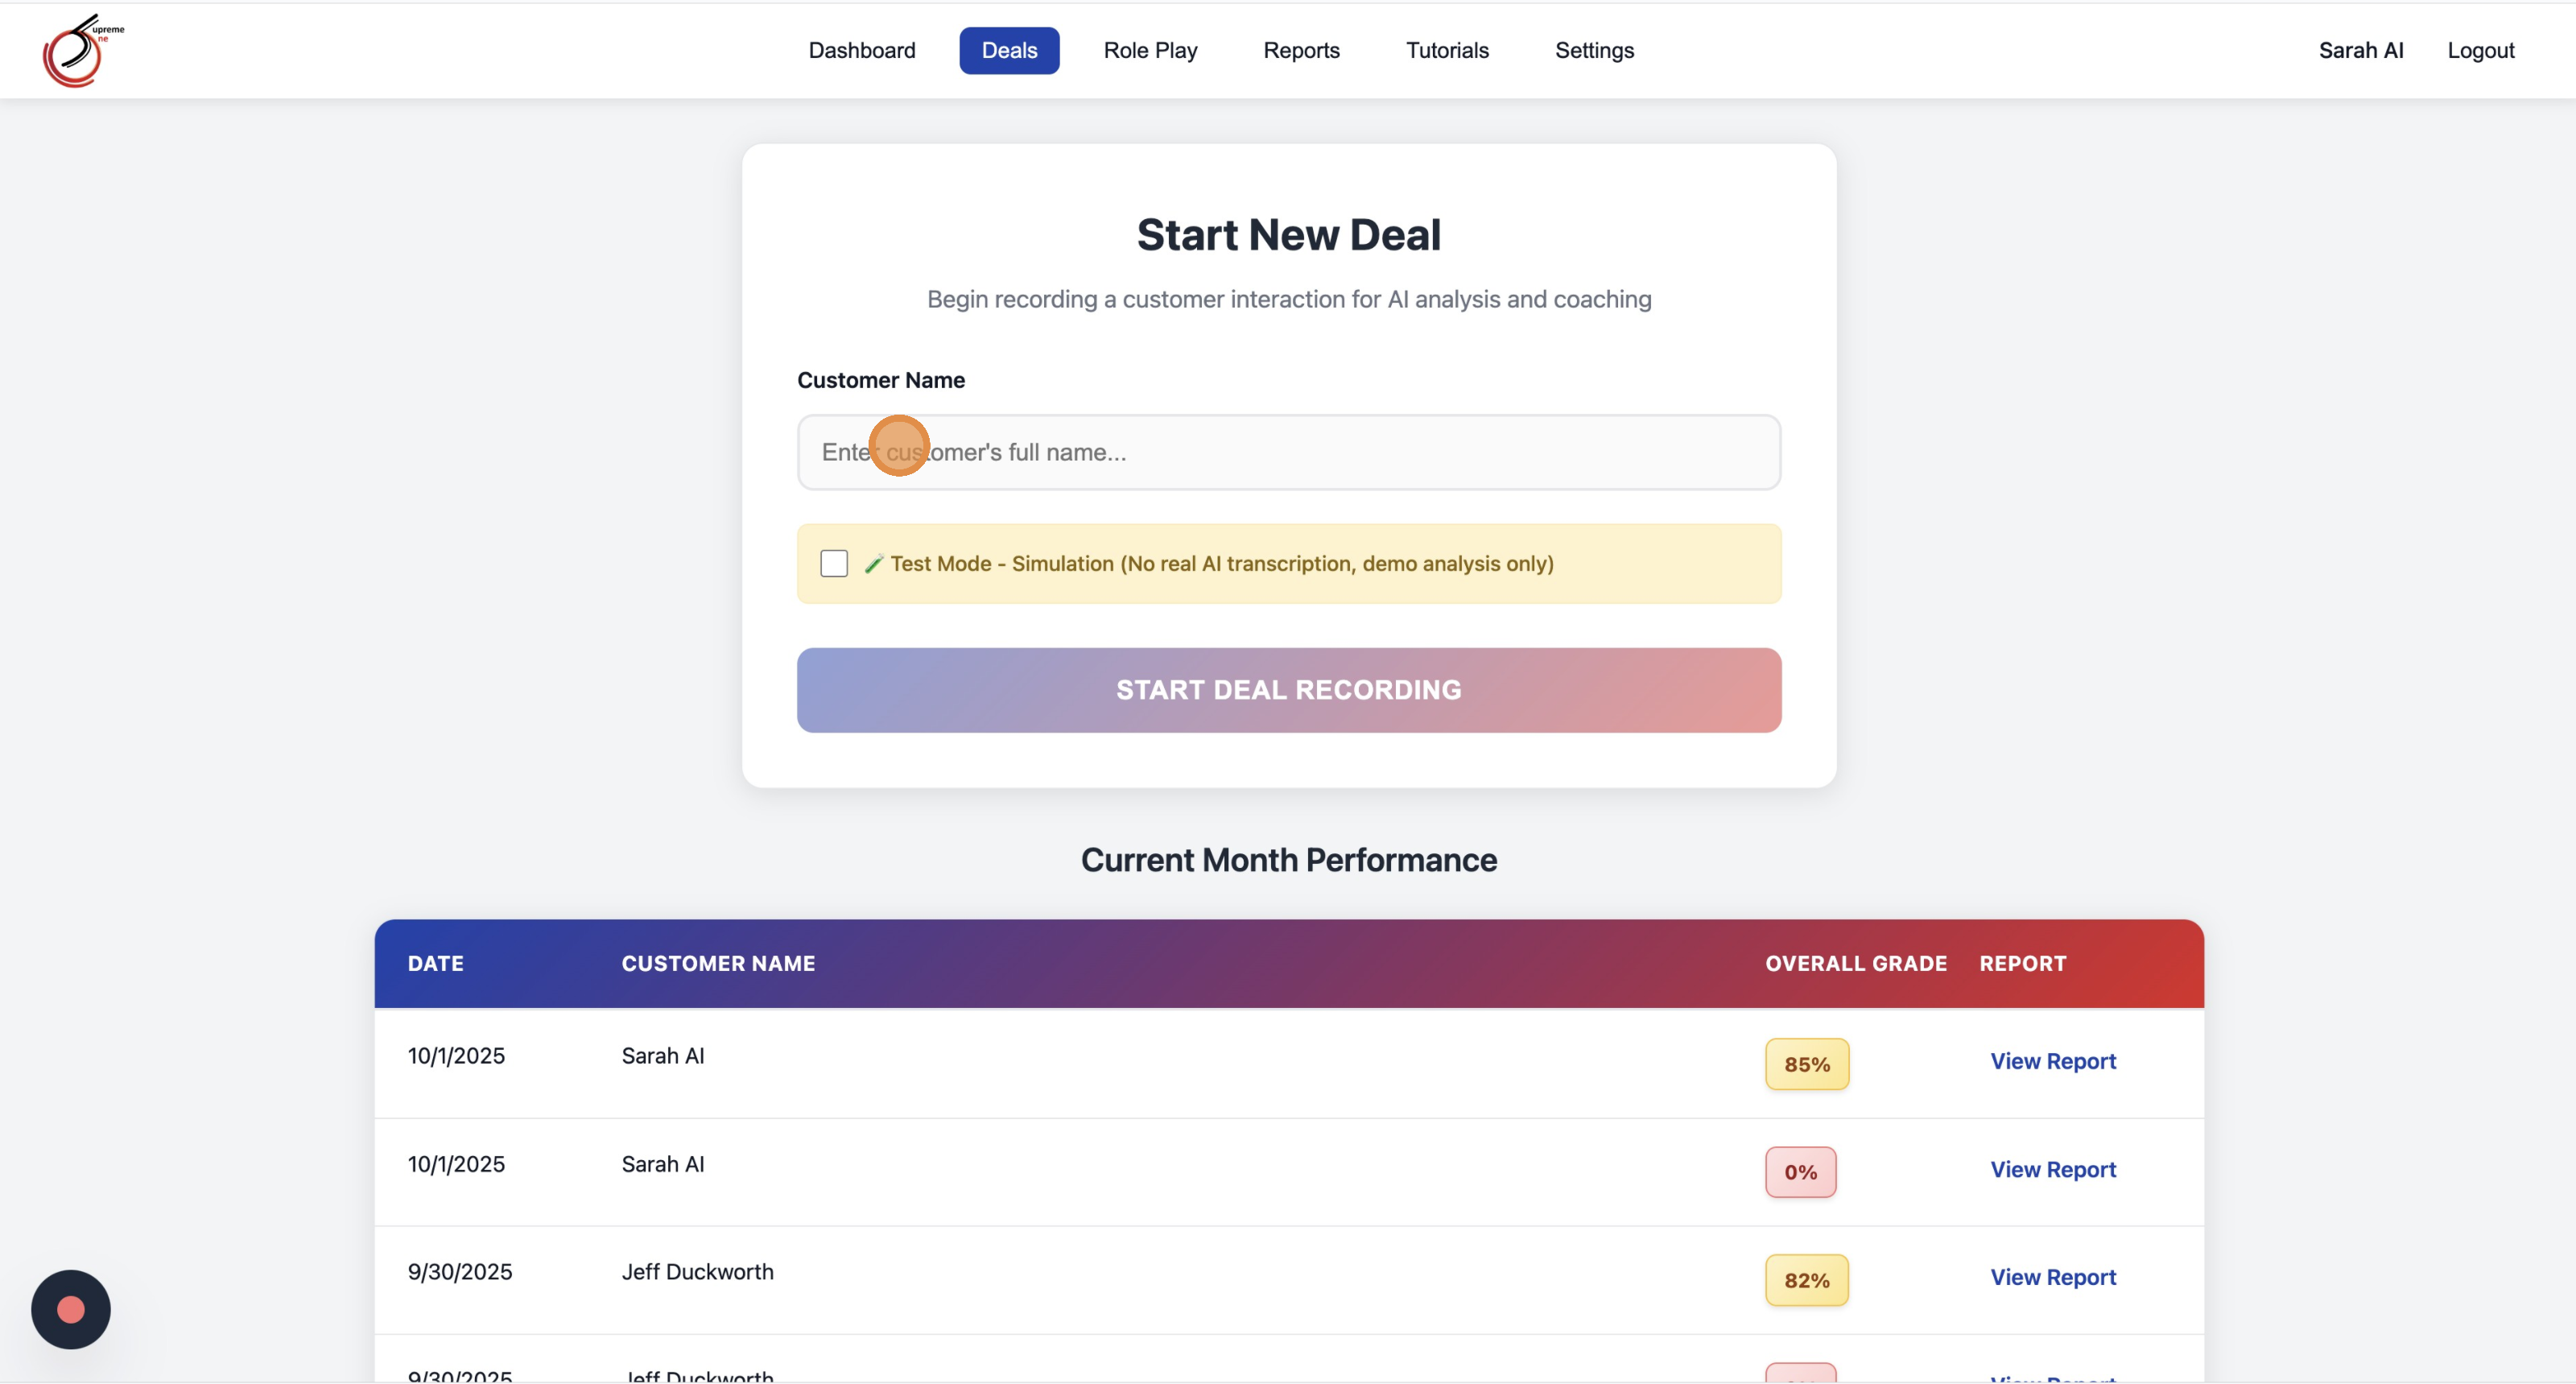 upreme
ne
Dashboard Deals Role Play Reports Tutorials Settings Sarah AI Logout
Start New Deal
Begin recording a customer interaction for AI analysis and coaching
Customer Name
Enter customer's full name...
Test Mode - Simulation (No real AI transcription, demo analysis only)
START DEAL RECORDING
Current Month Performance
DATE CUSTOMER NAME OVERALL GRADE REPORT
10/1/2025 Sarah AI 85% View Report
10/1/2025 Sarah AI 0% View Report
9/30/2025 Jeff Duckworth 82% View Report
9/30/2025 Jeff Duckworth View Report